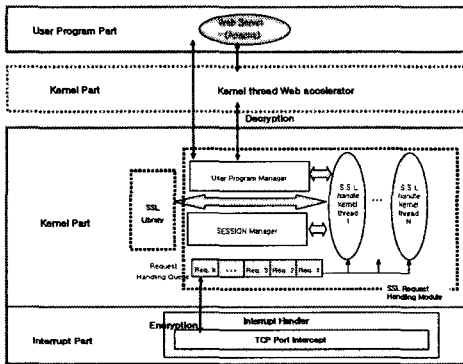 Web Server
(Apache)
User Program Part
Kernel Part
Kernel thread Web accelerator
Decryption
User Program Manager
SSL
Library
SSL
handle
kernel
thread
1
...
SSL
handle
kernel
thread
N
Kernel Part
SESSION Manager
Request
Handling Queue
Req. N
...
Req. 3
Req. 2
Req. 1
SSL Request
Handling Module
Encryption
Interrupt Handler
Interrupt Part
TCP Port Intercept